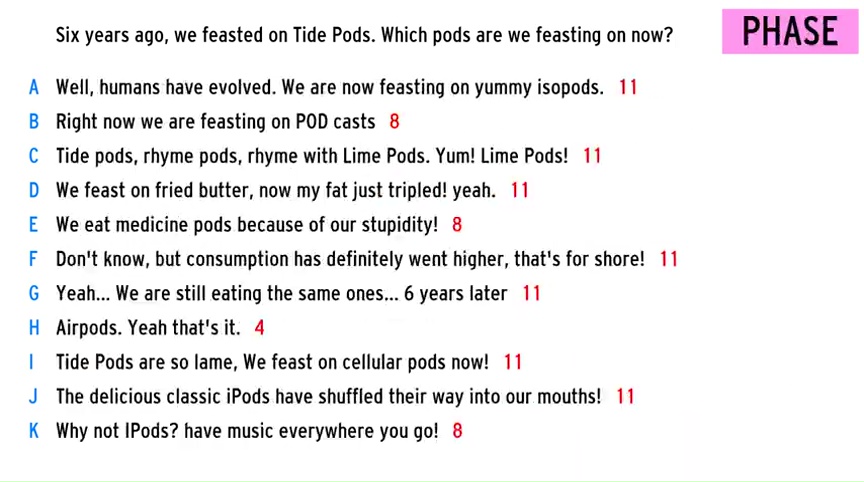 Six years ago, we feasted on Tide Pods. Which pods are we feasting on now?
PHASE
A Well, humans have evolved. We are now feasting on yummy isopods. 11
B Right now we are feasting on POD casts 8
C Tide pods, rhyme pods, rhyme with Lime Pods. Yum! Lime Pods! 11
D We feast on fried butter, now my fat just tripled! yeah. 11
E We eat medicine pods because of our stupidity! 8
F Don't know, but consumption has definitely went higher, that's for shore! 11
G Yeah... We are still eating the same ones... 6 years later 11
H Airpods. Yeah that's it. 4
I Tide Pods are so lame, We feast on cellular pods now! 11
J The delicious classic iPods have shuffled their way into our mouths! 11
K Why not IPods? have music everywhere you go! 8